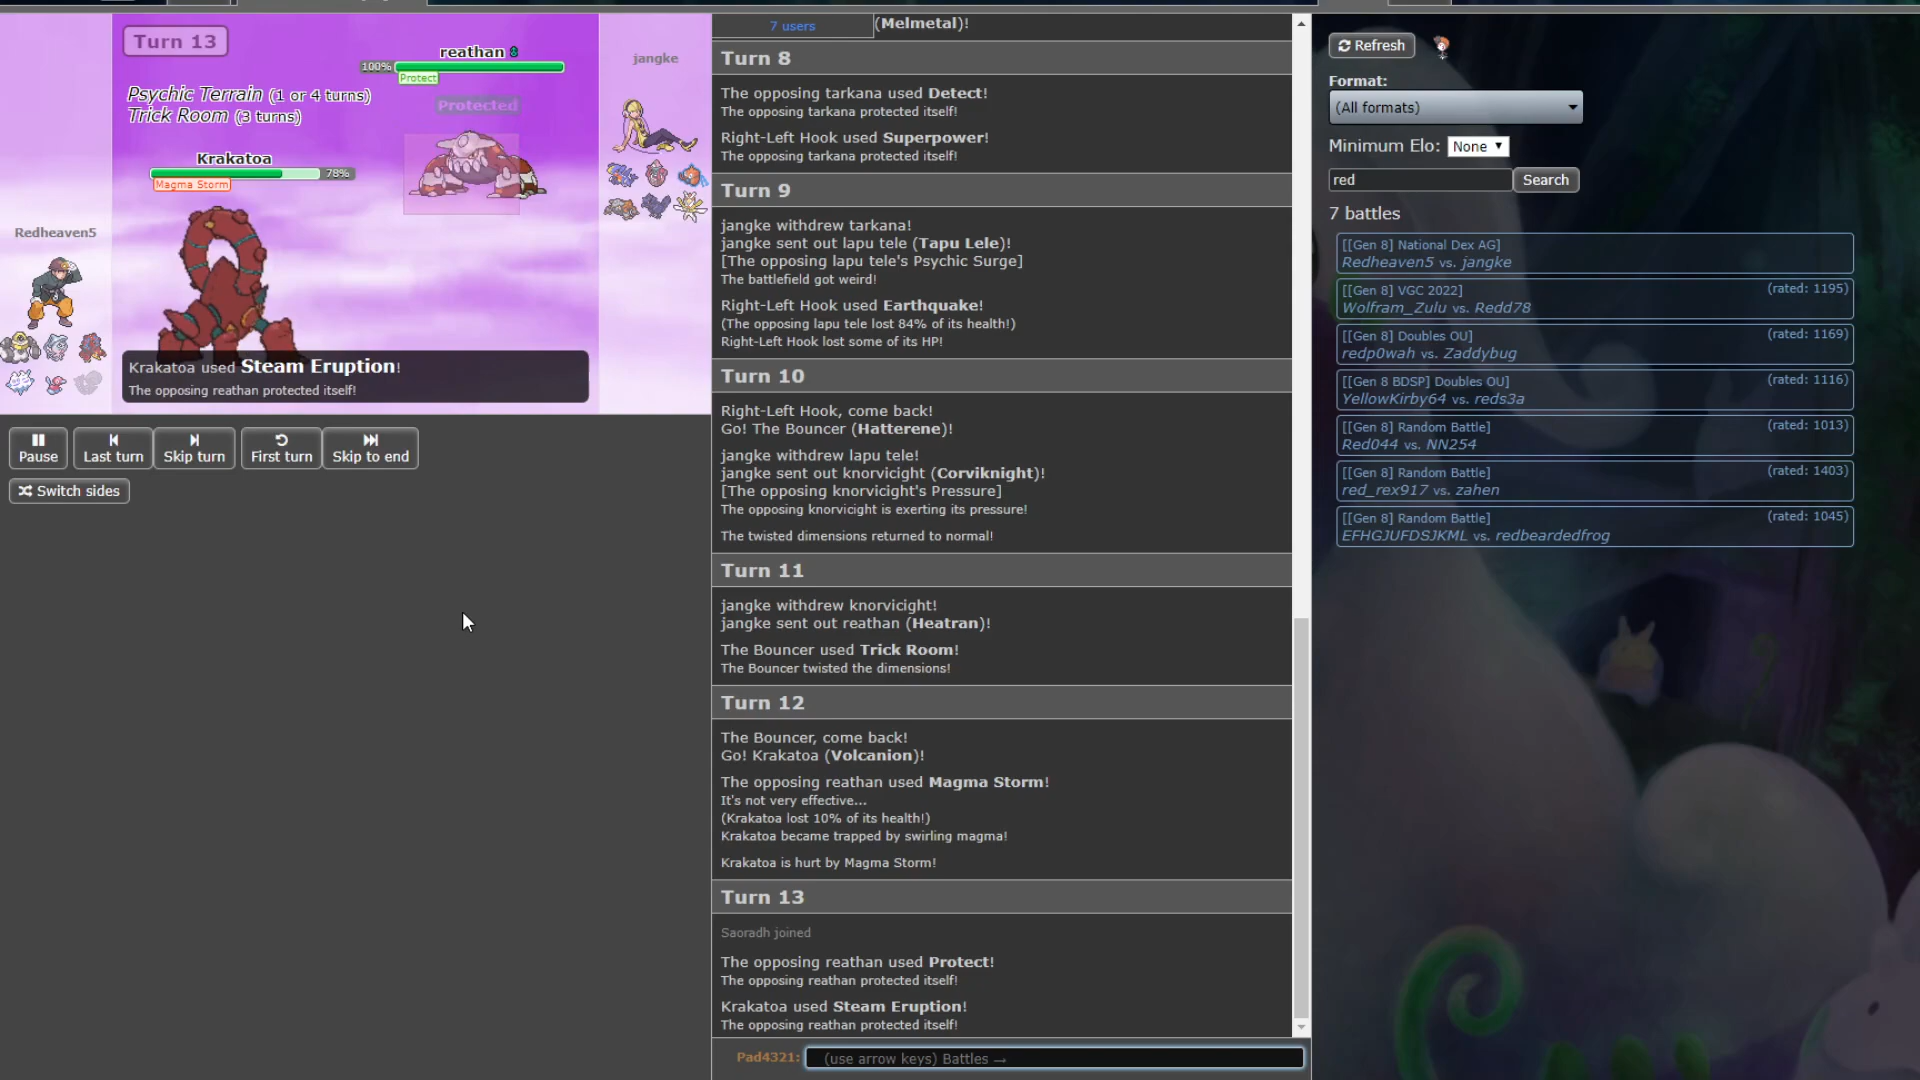 Turn 13
reathan
100%
Protect
Psychic Terrain (1 or 4 turns)
Trick Room (3 turns)
Protected
Krakatoa
78%
Magma Storm
Redheaven5
jangke
Krakatoa used Steam Eruption!
The opposing reathan protected itself!
Pause
Last turn
Skip turn
First turn
Skip to end
Switch sides
7 users
(Melmetal)!
Turn 8
The opposing tarkana used Detect!
The opposing tarkana protected itself!
Right-Left Hook used Superpower!
The opposing tarkana protected itself!
Turn 9
jangke withdrew tarkana!
jangke sent out lapu tele (Tapu Lele)!
[The opposing lapu tele's Psychic Surge]
The battlefield got weird!
Right-Left Hook used Earthquake!
(The opposing lapu tele lost 84% of its health!)
Right-Left Hook lost some of its HP!
Turn 10
Right-Left Hook, come back!
Go! The Bouncer (Hatterene)!
jangke withdrew lapu tele!
jangke sent out knorvicight (Corviknight)!
[The opposing knorvicight's Pressure]
The opposing knorvicight is exerting its pressure!
The twisted dimensions returned to normal!
Turn 11
jangke withdrew knorvicight!
jangke sent out reathan (Heatran)!
The Bouncer used Trick Room!
The Bouncer twisted the dimensions!
Turn 12
The Bouncer, come back!
Go! Krakatoa (Volcanion)!
The opposing reathan used Magma Storm!
It's not very effective...
(Krakatoa lost 10% of its health!)
Krakatoa became trapped by swirling magma!
Krakatoa is hurt by Magma Storm!
Turn 13
Saoradh joined
The opposing reathan used Protect!
The opposing reathan protected itself!
Krakatoa used Steam Eruption!
The opposing reathan protected itself!
Pad4321: (use arrow keys) Battles →
Refresh
Format:
(All formats)
Minimum Elo: None
red
Search
7 battles
[[Gen 8] National Dex AG]
Redheaven5 vs. jangke
[[Gen 8] VGC 2022] (rated: 1195)
Wolfram_Zulu vs. Redd78
[[Gen 8] Doubles OU] (rated: 1169)
redp0wah vs. Zaddybug
[[Gen 8 BDSP] Doubles OU] (rated: 1116)
YellowKirby64 vs. reds3a
[[Gen 8] Random Battle] (rated: 1013)
Red044 vs. NN254
[[Gen 8] Random Battle] (rated: 1403)
red_rex917 vs. zahen
[[Gen 8] Random Battle] (rated: 1045)
EFHGJUFDSJKML vs. redbeardedfrog